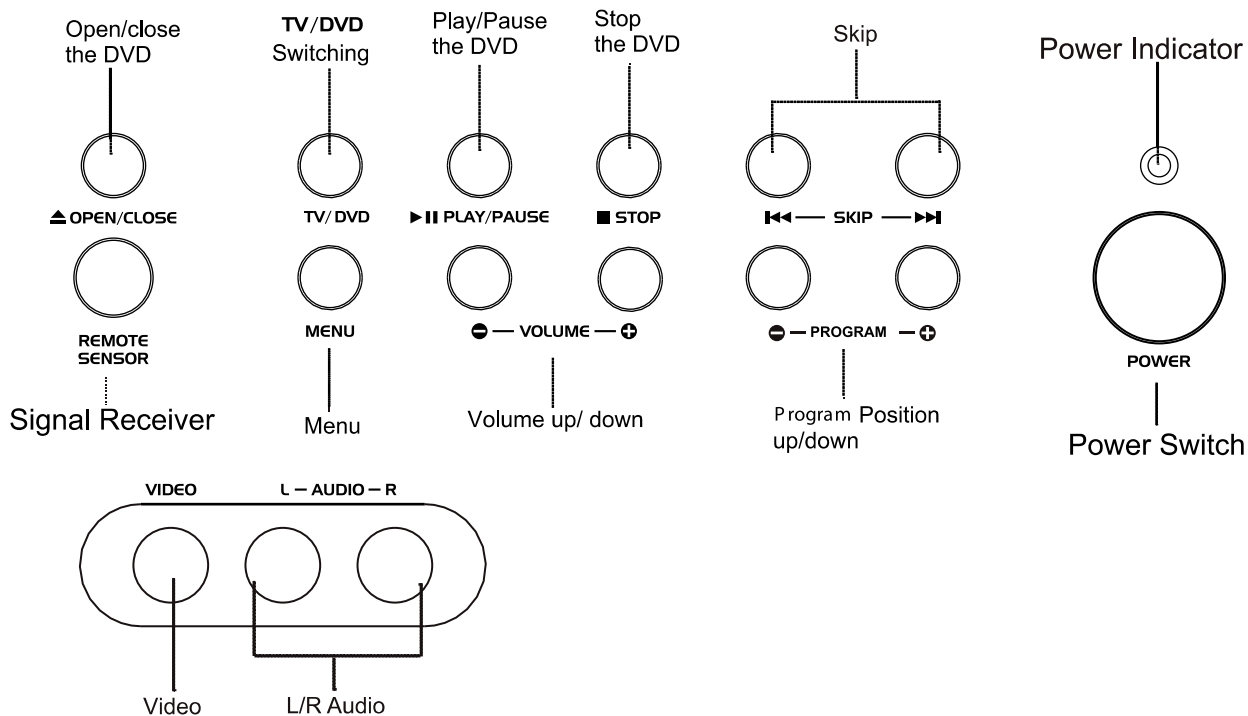 Open/close
the DVD
TV/DVD
Switching
Play/Pause
the DVD
Stop
the DVD
Skip
Power Indicator
OPEN/CLOSE
TV/DVD
PLAY/PAUSE
STOP
SKIP
REMOTE
SENSOR
MENU
VOLUME
PROGRAM
POWER
Signal Receiver
Menu
Volume up/ down
Program Position
up/down
Power Switch
VIDEO
L – AUDIO – R
Video
L/R Audio